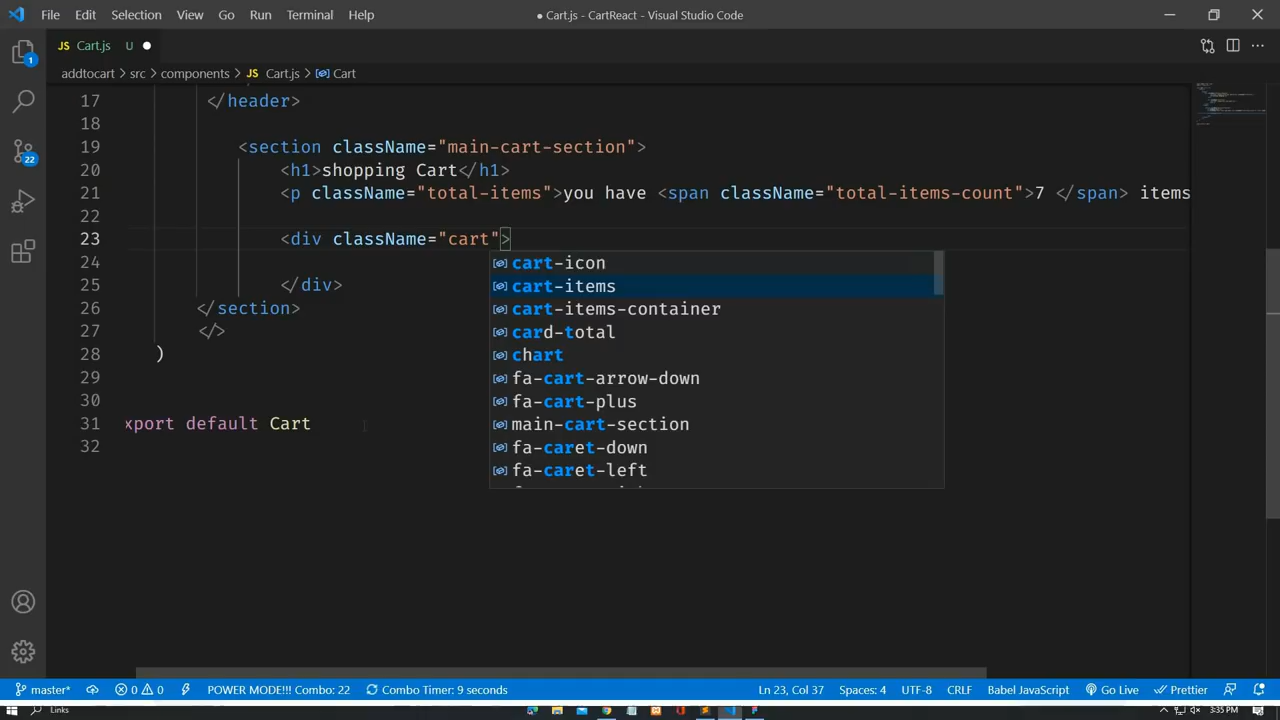 File Edit Selection View Go Run Terminal Help
● Cart.js - CartReact - Visual Studio Code
JS Cart.js U
addtocart > src > components > JS Cart.js > Cart
17 </header>
18
19 <section className="main-cart-section">
20 <h1>shopping Cart</h1>
21 <p className="total-items">you have <span className="total-items-count">7 </span> items
22
23 <div className="cart">
24
25 </div>
26 </section>
27 </>
28 )
29
30
31 xport default Cart
32
cart-icon
cart-items
cart-items-container
card-total
chart
fa-cart-arrow-down
fa-cart-plus
main-cart-section
fa-caret-down
fa-caret-left
1
22
master* 0 0 POWER MODE!!! Combo: 22 Combo Timer: 9 seconds Ln 23, Col 37 Spaces: 4 UTF-8 CRLF Babel JavaScript Go Live Prettier
Links 3:35 PM